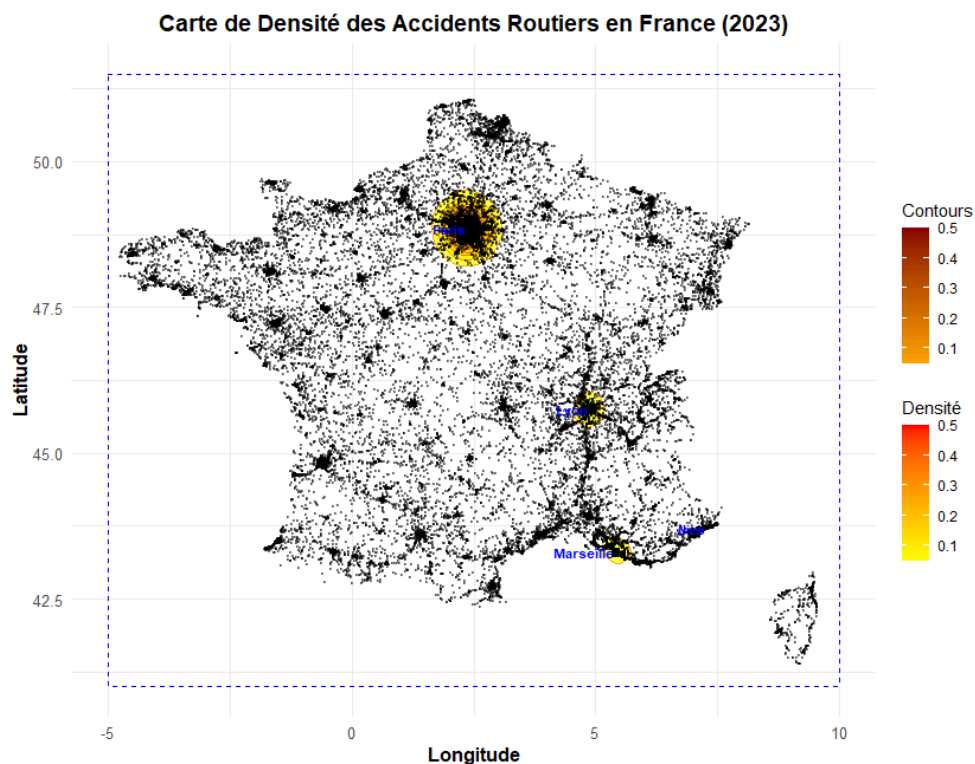 Carte de Densité des Accidents Routiers en France (2023)
50.0
47.5
45.0
42.5
Latitude
Paris
Lyon
Nice
Marseille
-5
0
5
10
Longitude
Contours
0.5
0.4
0.3
0.2
0.1
Densité
0.5
0.4
0.3
0.2
0.1